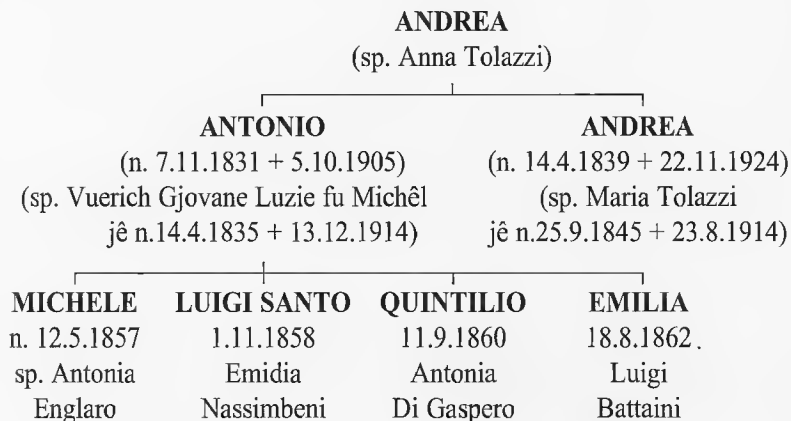 ANDREA
(sp. Anna Tolazzi)
ANTONIO
(n. 7.11.1831 + 5.10.1905)
(sp. Vuerich Gjovane Luzie fu Michêl
jê n.14.4.1835 + 13.12.1914)
ANDREA
(n. 14.4.1839 + 22.11.1924)
(sp. Maria Tolazzi
jê n.25.9.1845 + 23.8.1914)
MICHELE
n. 12.5.1857
sp. Antonia
Englaro
LUIGI SANTO
1.11.1858
Emidia
Nassimbeni
QUINTILIO
11.9.1860
Antonia
Di Gaspero
EMILIA
18.8.1862.
Luigi
Battaini